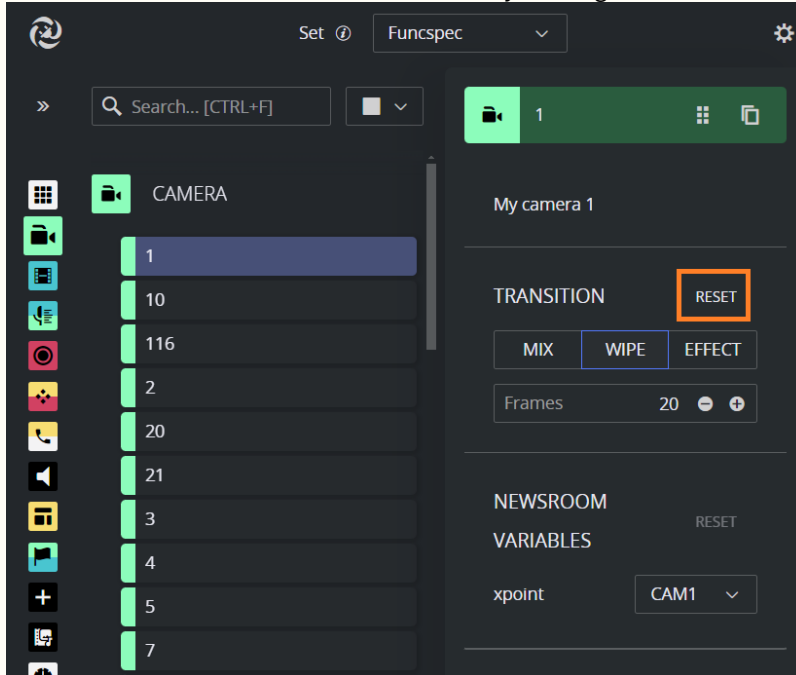 Set Funcspec
Search... [CTRL+F]
CAMERA
1
10
116
2
20
21
3
4
5
7
1
My camera 1
TRANSITION RESET
MIX WIPE EFFECT
Frames 20
NEWSROOM
VARIABLES
RESET
xpoint CAM1